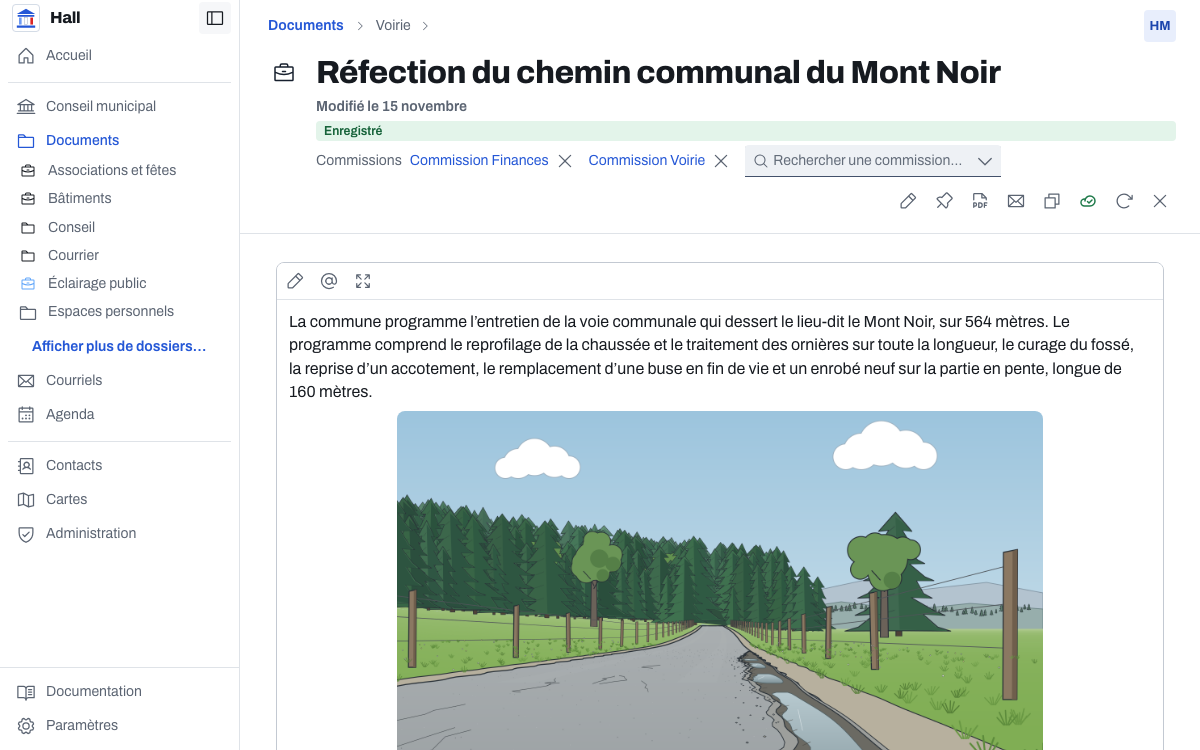 Hall
Accueil
Conseil municipal
Documents
Associations et fêtes
Bâtiments
Conseil
Courrier
Éclairage public
Espaces personnels
Afficher plus de dossiers...
Courriels
Agenda
Contacts
Cartes
Administration
Documentation
Paramètres
Documents > Voirie >
HM
Réfection du chemin communal du Mont Noir
Modifié le 15 novembre
Enregistré
Commissions Commission Finances Commission Voirie Rechercher une commission...
PDF
La commune programme l’entretien de la voie communale qui dessert le lieu-dit le Mont Noir, sur 564 mètres. Le
programme comprend le reprofilage de la chaussée et le traitement des ornières sur toute la longueur, le curage du fossé,
la reprise d’un accotement, le remplacement d’une buse en fin de vie et un enrobé neuf sur la partie en pente, longue de
160 mètres.